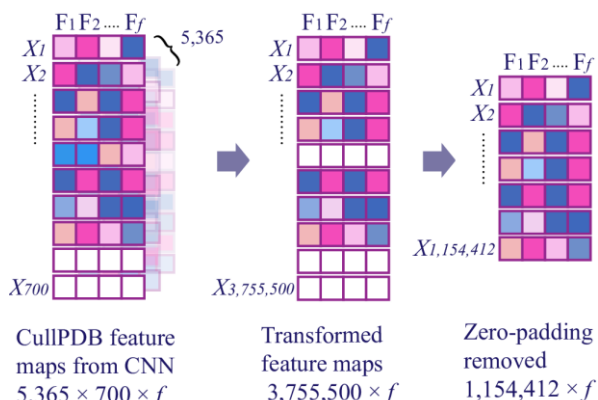 F1 F2 .... Ff
5,365
X1
X2
X700
CullPDB feature
maps from CNN
5,365 × 700 × f
F1 F2 .... Ff
X1
X2
X3,755,500
Transformed
feature maps
3,755,500 × f
F1 F2 .... Ff
X1
X2
X1,154,412
Zero-padding
removed
1,154,412 × f